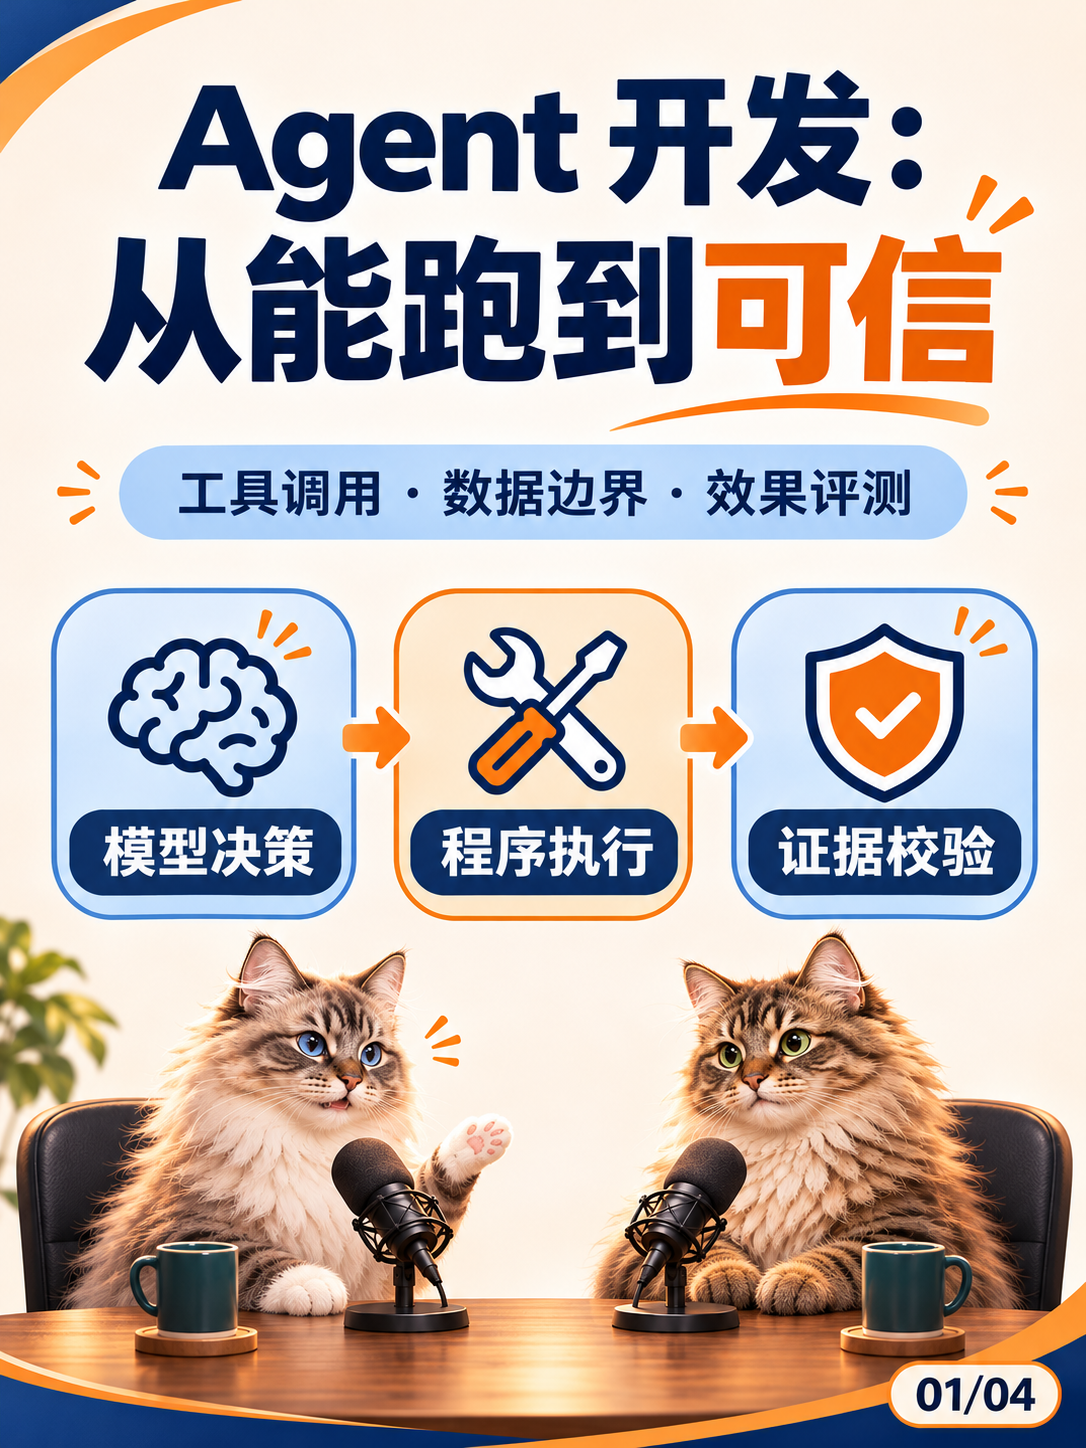 Agent 开发：
从能跑到可信
工具调用 · 数据边界 · 效果评测
模型决策
程序执行
证据校验
01/04